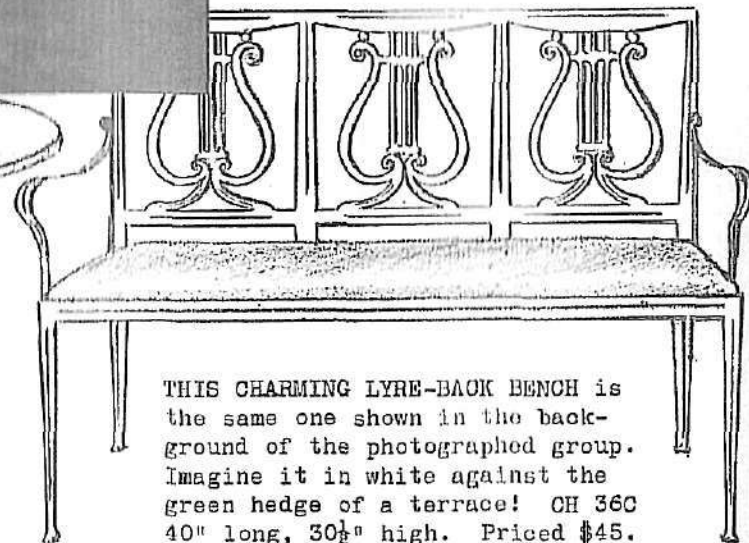 THIS CHARMING LYRE-BACK BENCH is
the same one shown in the back-
ground of the photographed group.
Imagine it in white against the
green hedge of a terrace! CH 36C
40" long, 30½" high. Priced $45.